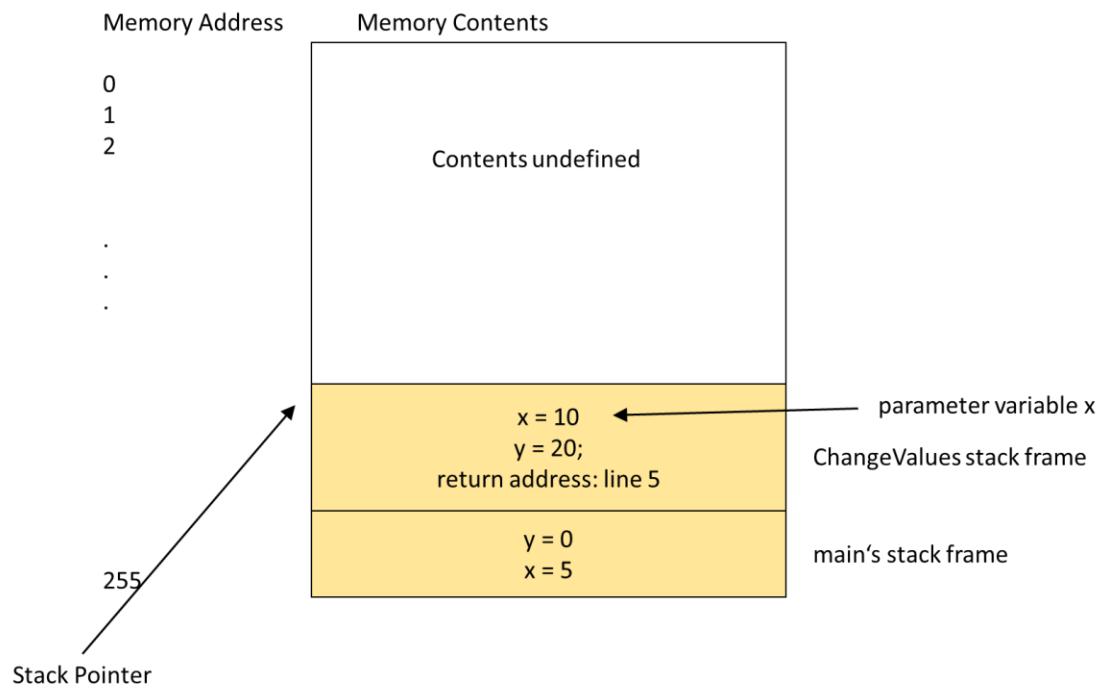 Memory Address
Memory Contents
0
1
2
Contents undefined
.
.
.
x = 10
parameter variable x
y = 20;
ChangeValues stack frame
return address: line 5
y = 0
main‘s stack frame
x = 5
255
Stack Pointer